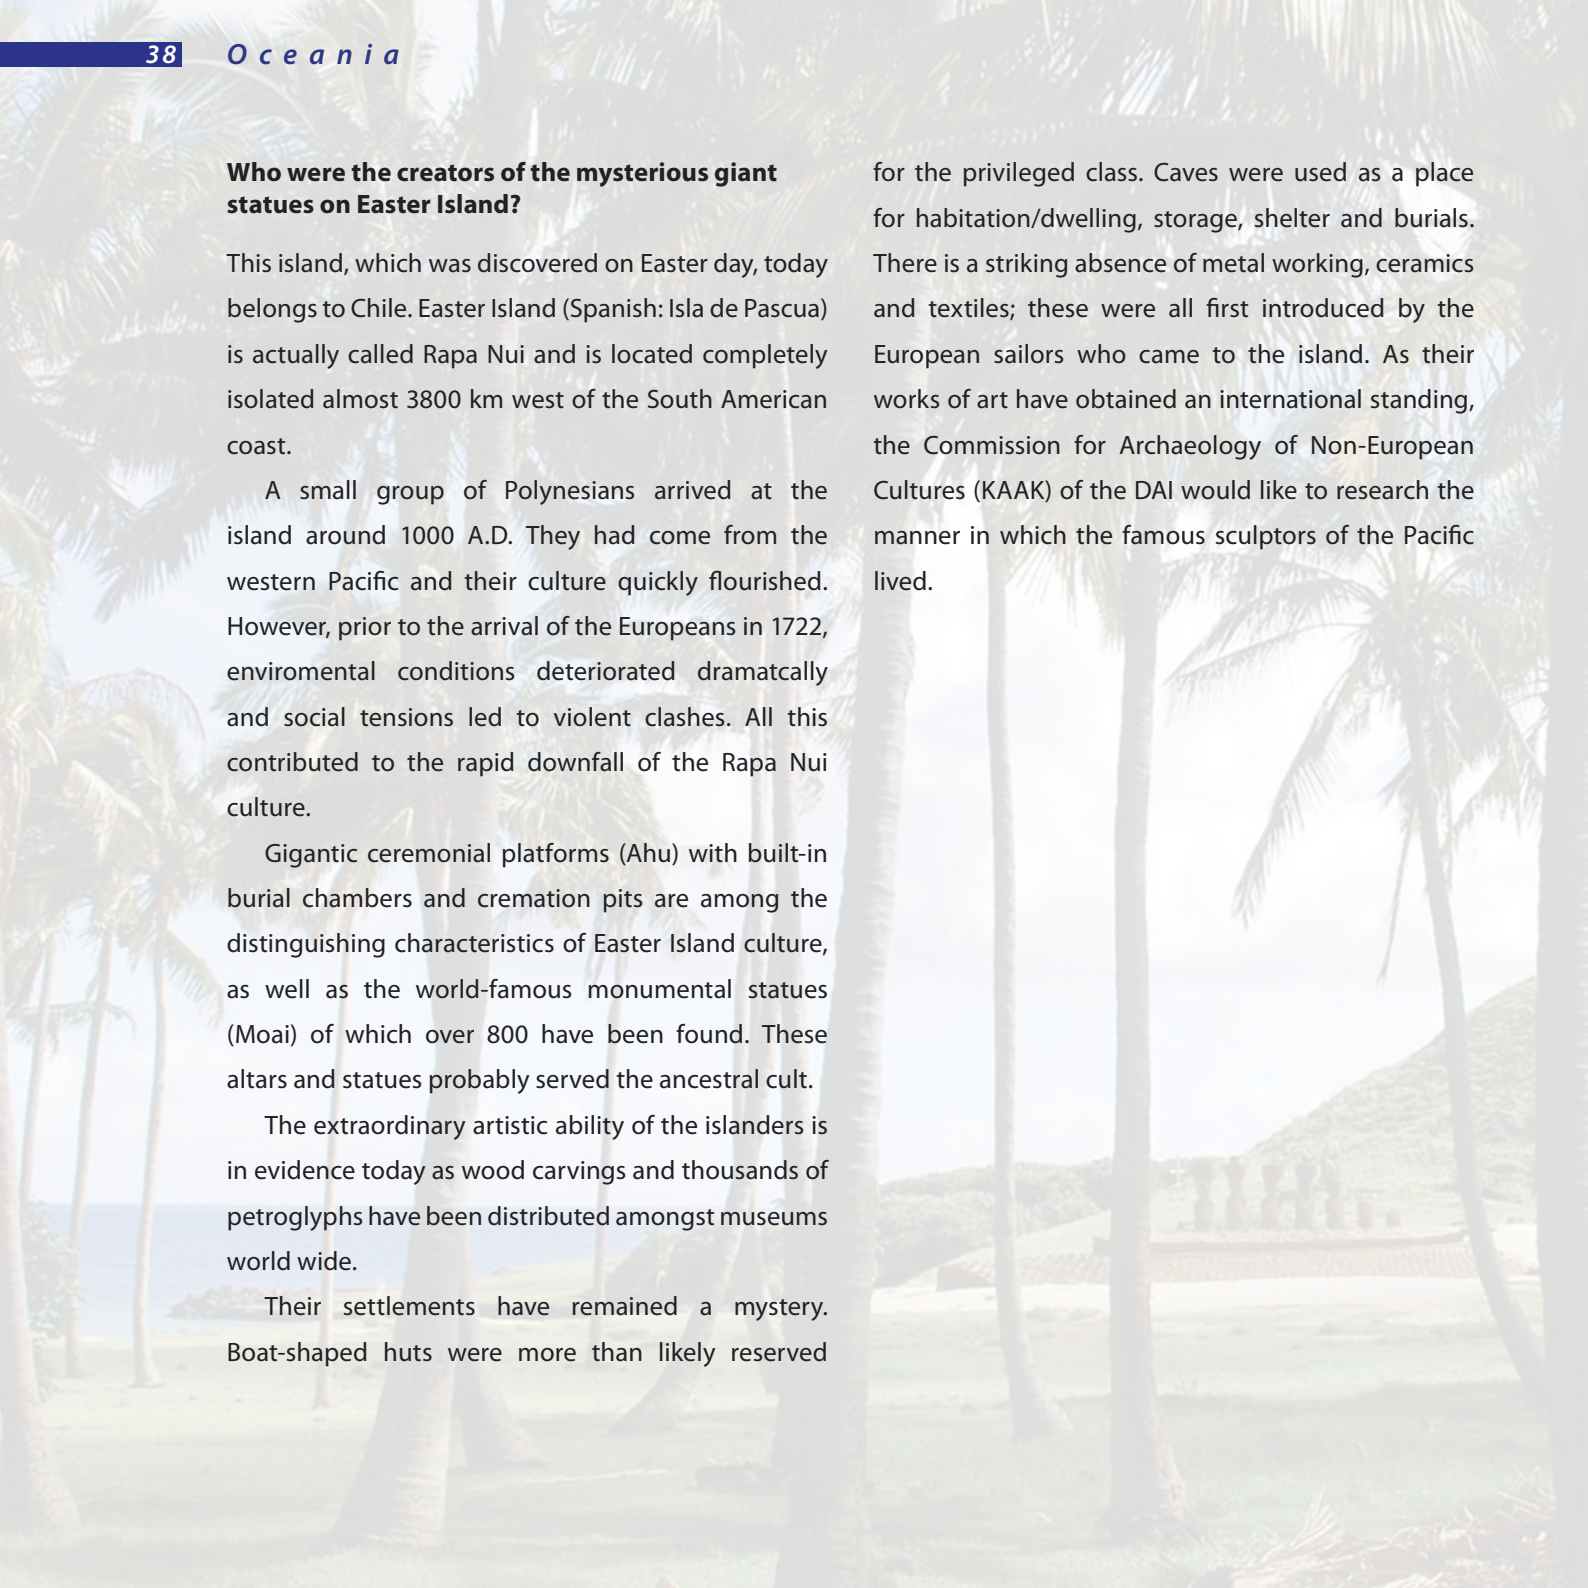 38 Oceania
Who were the creators of the mysterious giant
statues on Easter Island?
This island, which was discovered on Easter day, today
belongs to Chile. Easter Island (Spanish: Isla de Pascua)
is actually called Rapa Nui and is located completely
isolated almost 3800 km west of the South American
coast.
A small group of Polynesians arrived at the
island around 1000 A.D. They had come from the
western Pacific and their culture quickly flourished.
However, prior to the arrival of the Europeans in 1722,
enviromental conditions deteriorated dramatcally
and social tensions led to violent clashes. All this
contributed to the rapid downfall of the Rapa Nui
culture.
Gigantic ceremonial platforms (Ahu) with built-in
burial chambers and cremation pits are among the
distinguishing characteristics of Easter Island culture,
as well as the world-famous monumental statues
(Moai) of which over 800 have been found. These
altars and statues probably served the ancestral cult.
The extraordinary artistic ability of the islanders is
in evidence today as wood carvings and thousands of
petroglyphs have been distributed amongst museums
world wide.
Their settlements have remained a mystery.
Boat-shaped huts were more than likely reserved
for the privileged class. Caves were used as a place
for habitation/dwelling, storage, shelter and burials.
There is a striking absence of metal working, ceramics
and textiles; these were all first introduced by the
European sailors who came to the island. As their
works of art have obtained an international standing,
the Commission for Archaeology of Non-European
Cultures (KAAK) of the DAI would like to research the
manner in which the famous sculptors of the Pacific
lived.